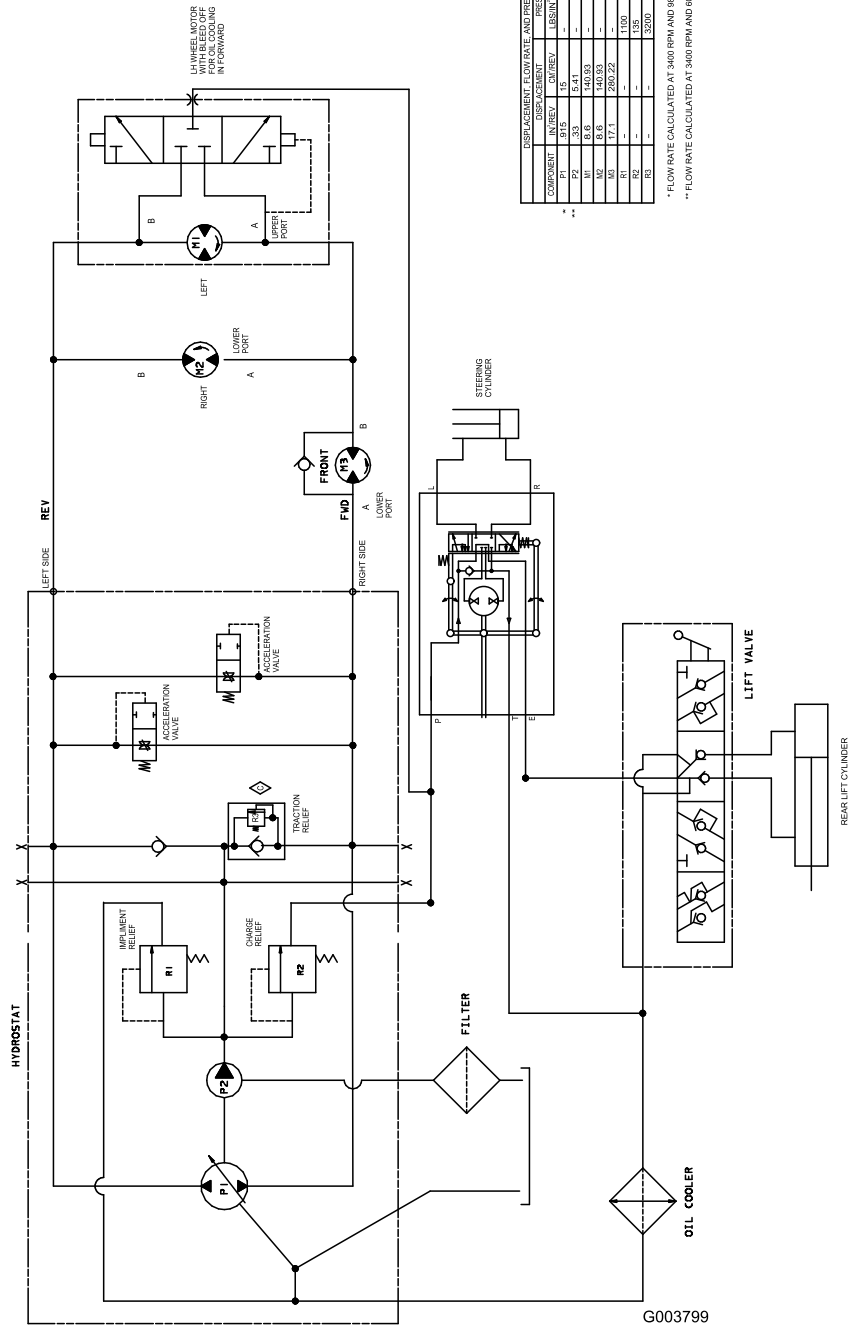 LH WHEEL MOTOR
WITH BLEED OFF
FOR OIL COOLING
IN FORWARD
B
A
UPPER
PORT
M1
LEFT
B
M2
RIGHT
A
LOWER
PORT
FRONT
M3
B
A
LOWER
PORT
REV
FWD
LEFT SIDE
RIGHT SIDE
ACCELERATION
VALVE
ACCELERATION
VALVE
C
R3
TRACTION
RELIEF
IMPLIMENT
RELIEF
R1
CHARGE
RELIEF
R2
HYDROSTAT
P2
P1
FILTER
OIL COOLER
STEERING
CYLINDER
L
R
P
T
E
LIFT VALVE
REAR LIFT CYLINDER
DISPLACEMENT, FLOW RATE, AND
DISPLACEMENT
COMPONENT IN³/REV CM³/REV LBS/IN
* P1 .915 15 –
** P2 .33 5.41 –
M1 8.6 140.93 –
M2 8.6 140.93 –
M3 17.1 280.22 –
R1 – – 1100
R2 – – 135
R3 – – 3200
* FLOW RATE CALCULATED AT 3400 RPM AND
** FLOW RATE CALCULATED AT 3400 RPM AND
G003799